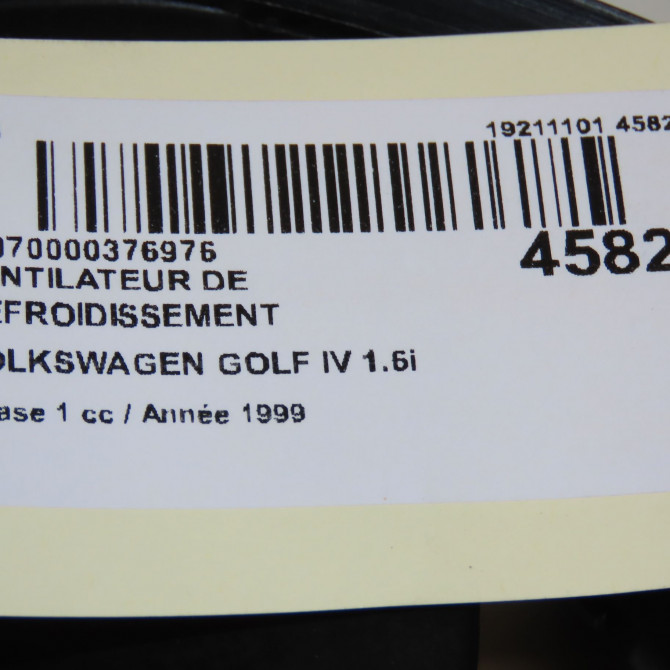 19211101 4582
070000376976
4582
NTILATEUR DE
EFROIDISSEMENT
OLKSWAGEN GOLF IV 1.6i
ase 1 cc / Année 1999